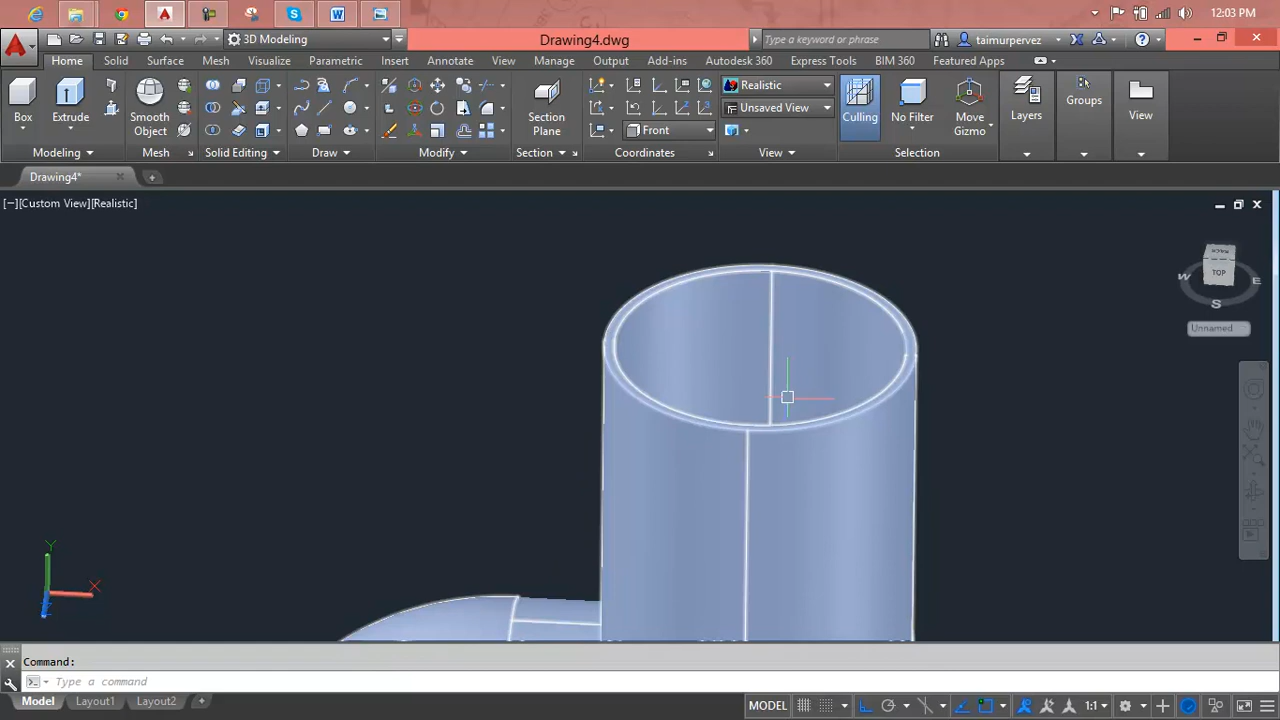 12:03 PM
3D Modeling
Drawing4.dwg
Type a keyword or phrase
taimurpervez
Home Solid Surface Mesh Visualize Parametric Insert Annotate View Manage Output Add-ins Autodesk 360 Express Tools BIM 360 Featured Apps
Realistic
Unsaved View
Front
Box Extrude Smooth Object Section Plane Culling No Filter Move Gizmo Layers Groups View
Modeling Mesh Solid Editing Draw Modify Section Coordinates View Selection
Drawing4*
[−][Custom View][Realistic]
TOP
W
E
S
Unnamed
Y
X
Command:
Type a command
Model Layout1 Layout2
MODEL
1:1